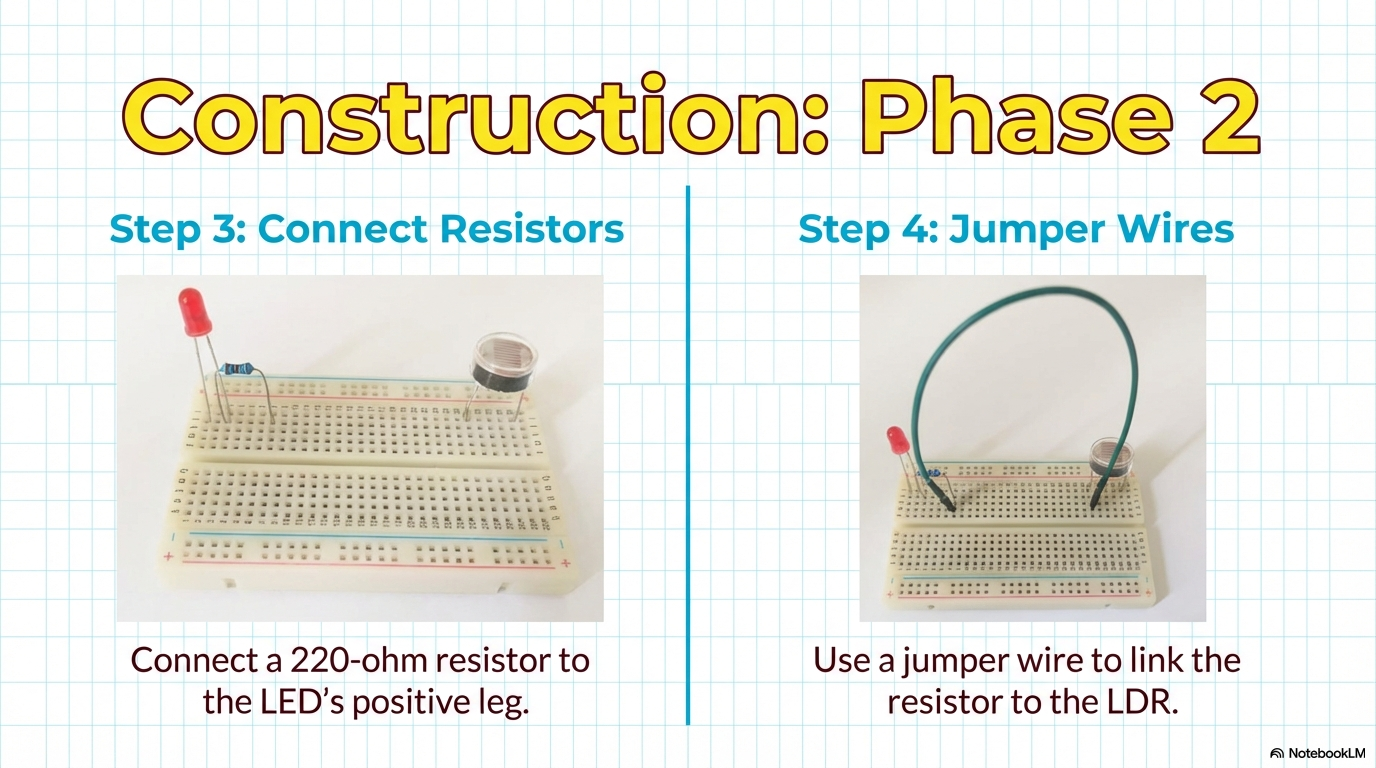 Construction: Phase 2
Step 3: Connect Resistors
Connect a 220-ohm resistor to
the LED’s positive leg.
Step 4: Jumper Wires
Use a jumper wire to link the
resistor to the LDR.
NotebookLM